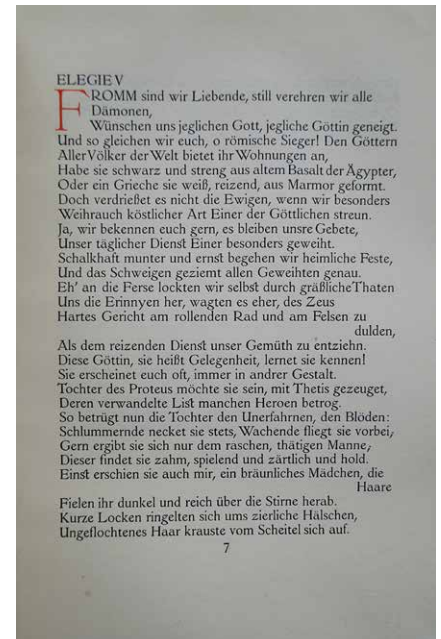 ELEGIE V
FROMM sind wir Liebende, still verehren wir alle
Dämonen,
Wünschen uns jeglichen Gott, jegliche Göttin geneigt.
Und so gleichen wir euch, o römische Sieger! Den Göttern
Aller Völker der Welt bietet ihr Wohnungen an,
Habe sie schwarz und streng aus altem Basalt der Ägypter,
Oder ein Grieche sie weiß, reizend, aus Marmor geformt.
Doch verdrießet es nicht die Ewigen, wenn wir besonders
Weihrauch köstlicher Art Einer der Göttlichen streun.
Ja, wir bekennen euch gern, es bleiben unsre Gebete,
Unser täglicher Dienst Einer besonders geweiht.
Schalkhaft munter und ernst begehen wir heimliche Feste,
Und das Schweigen geziemt allen Geweihten genau.
Eh' an die Ferse lockten wir selbst durch gräßliche Thaten
Uns die Erinnyen her, wagten es eher, des Zeus
Hartes Gericht am rollenden Rad und am Felsen zu
dulden,
Als dem reizenden Dienst unser Gemüth zu entziehn.
Diese Göttin, sie heißt Gelegenheit, lernet sie kennen!
Sie erscheinet euch oft, immer in andrer Gestalt.
Tochter des Proteus möchte sie sein, mit Thetis gezeuget,
Deren verwandelte List manchen Heroen betrog.
So betrügt nun die Tochter den Unerfahrnen, den Blöden:
Schlummernde necket sie stets, Wachende fliegt sie vorbei,
Gern ergibt sie sich nur dem raschen, thätigen Manne,
Dieser findet sie zahm, spielend und zärtlich und hold.
Einst erschien sie auch mir, ein bräunliches Mädchen, die
Haare
Fielen ihr dunkel und reich über die Stirne herab.
Kurze Locken ringelten sich ums zierliche Hälschen,
Ungeflochtenes Haar krauste vom Scheitel sich auf.
7